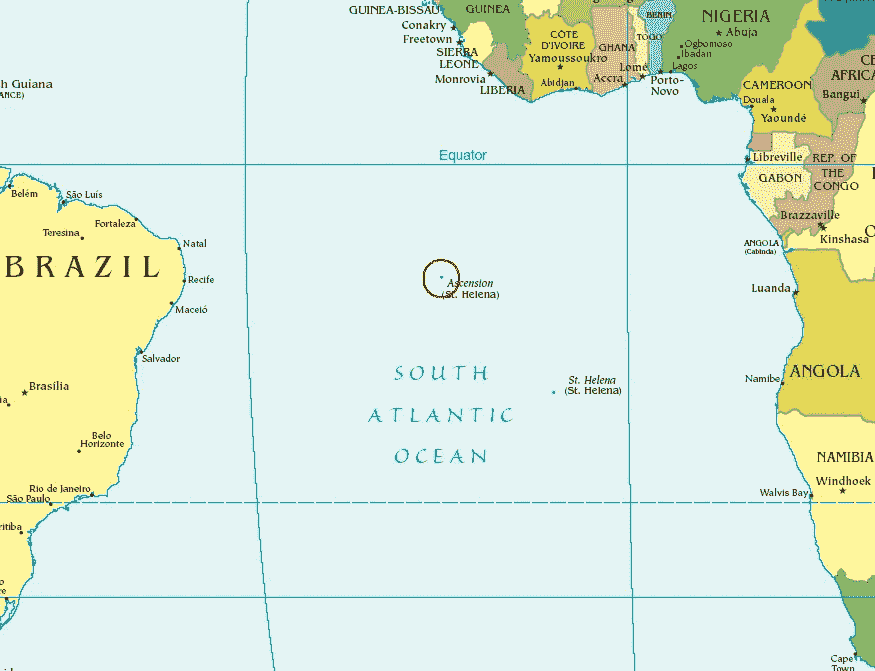 GUINEA-BISSAU
GUINEA
Conakry
Freetown
SIERRA
LEONE
Monrovia
LIBERIA
CÔTE
D'IVOIRE
Yamoussoukro
Abidjan
GHANA
Accra
TOGO
Lomé
BENIN
Porto-
Novo
NIGERIA
Abuja
Ogbomoso
Ibadan
Lagos
CAMEROON
Douala
Yaoundé
CE
AFRICA
Bangui
h Guiana
ANCE)
Equator
Libreville
GABON
REP. OF
THE
CONGO
Brazzaville
Kinshasa
ANGOLA
(Cabinda)
Belém
São Luís
Teresina
Fortaleza
Natal
BRAZIL
Recife
Maceió
Salvador
Brasília
ia
Belo
Horizonte
Rio de Janeiro
São Paulo
ritiba
o
re
Ascension
(St. Helena)
SOUTH
ATLANTIC
OCEAN
St. Helena
(St. Helena)
Luanda
ANGOLA
Namibe
NAMIBIA
Windhoek
Walvis Bay
Cape
Town